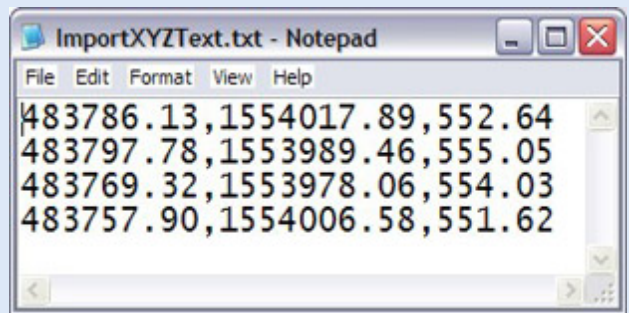 ImportXYZText.txt - Notepad
File Edit Format View Help
483786.13,1554017.89,552.64
483797.78,1553989.46,555.05
483769.32,1553978.06,554.03
483757.90,1554006.58,551.62